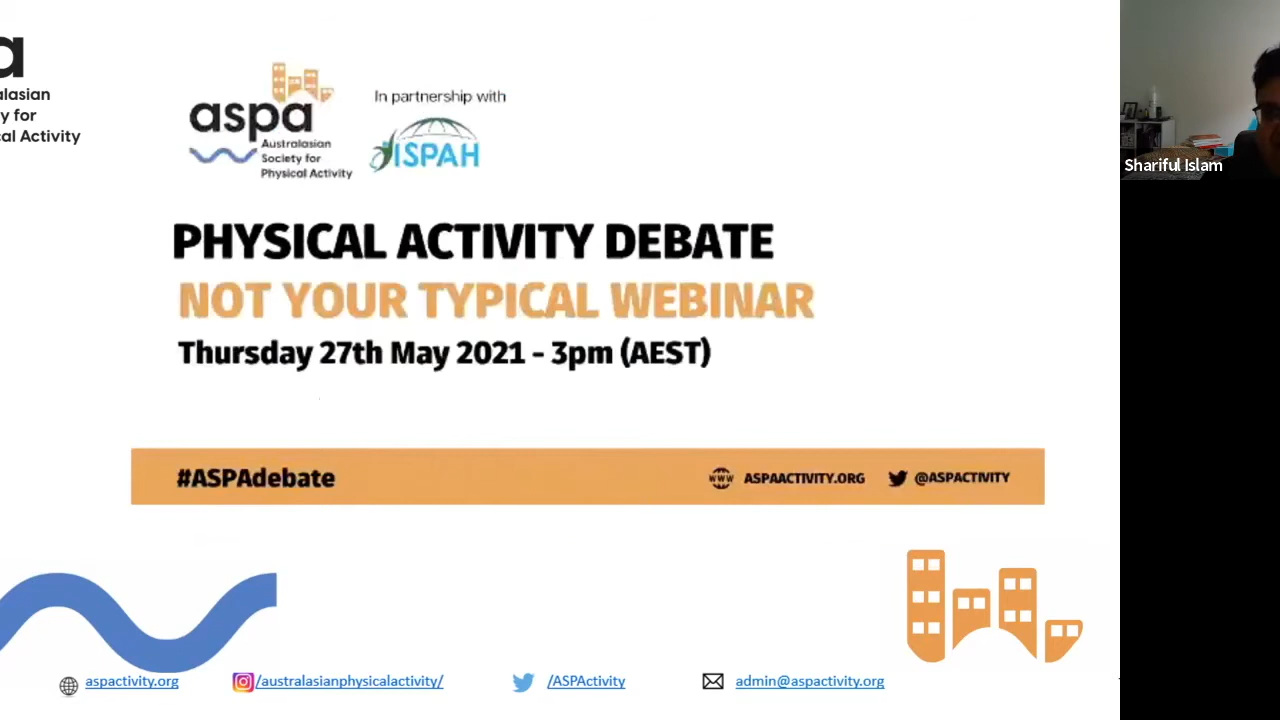 a
alasian
y for
cal Activity
aspa
Australasian
Society for
Physical Activity
In partnership with
ISPAH
PHYSICAL ACTIVITY DEBATE
NOT YOUR TYPICAL WEBINAR
Thursday 27th May 2021 - 3pm (AEST)
#ASPAdebate
WWW ASPAACTIVITY.ORG
@ASPACTIVITY
aspactivity.org
/australasianphysicalactivity/
/ASPActivity
admin@aspactivity.org
Shariful Islam